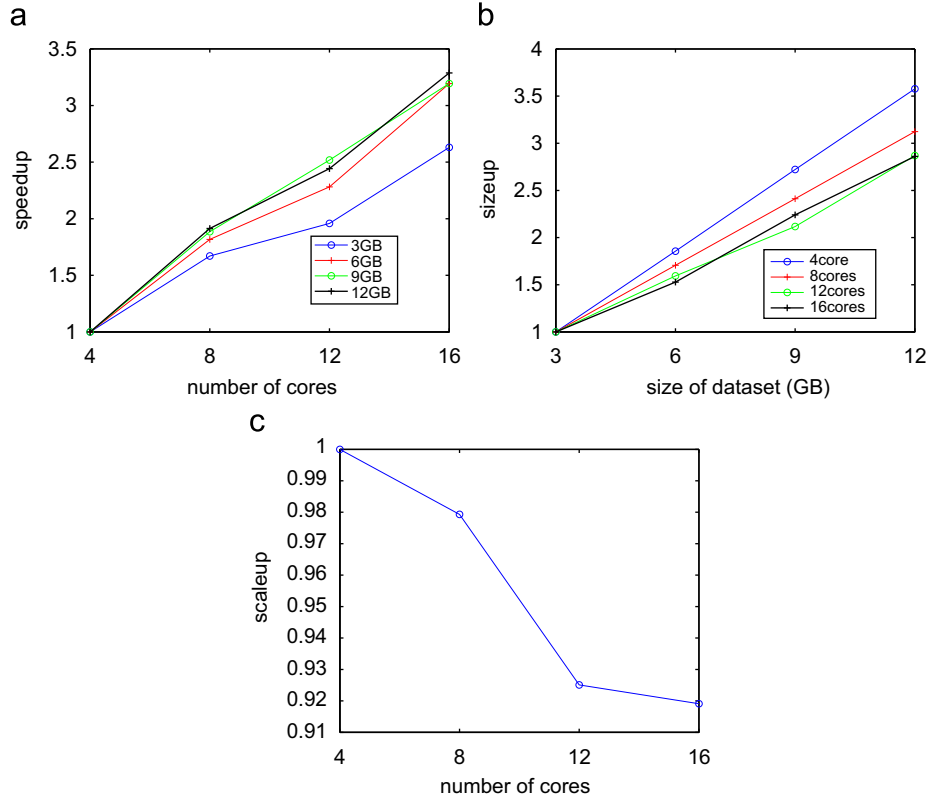 a
3.5
3
2.5
2
1.5
1
speedup
3GB
6GB
9GB
12GB
4 8 12 16
number of cores
b
4
3.5
3
2.5
2
1.5
1
sizeup
4core
8cores
12cores
16cores
3 6 9 12
size of dataset (GB)
c
1
0.99
0.98
0.97
0.96
0.95
0.94
0.93
0.92
0.91
scaleup
4 8 12 16
number of cores